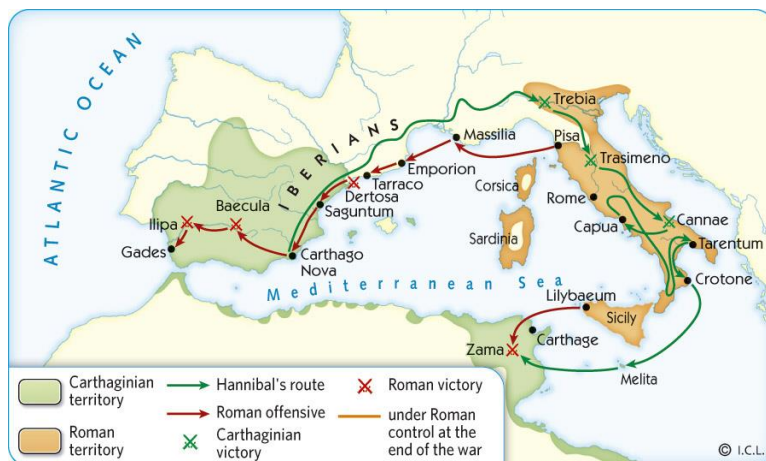 ATLANTIC OCEAN
IBERIANS
Trebia
Massilia
Pisa
Emporion
Trasimeno
Tarraco
Dertosa
Corsica
Baecula
Saguntum
Rome
Ilipa
Cannae
Capua
Gades
Sardinia
Tarentum
Carthago
Nova
Crotone
Mediterranean Sea
Lilybaeum
Sicily
Carthage
Zama
Melita
Carthaginian
territory
Roman
territory
Hannibal's route
Roman offensive
Carthaginian
victory
Roman victory
under Roman
control at the
end of the war
© I.C.L.